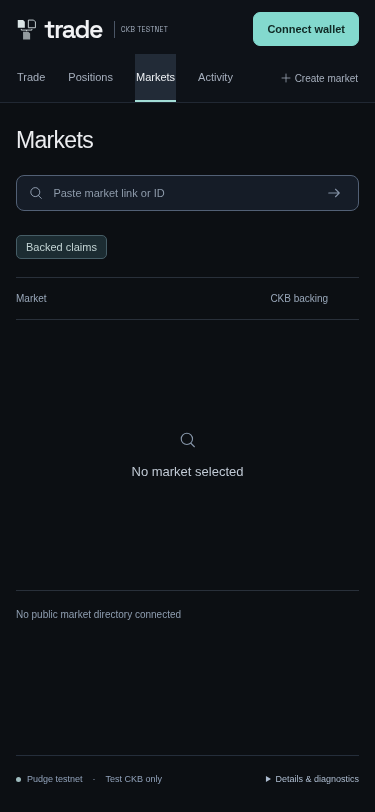 trade
CKB TESTNET
Connect wallet
Trade
Positions
Markets
Activity
Create market
Markets
Paste market link or ID
Backed claims
Market
CKB backing
No market selected
No public market directory connected
Pudge testnet · Test CKB only
Details & diagnostics